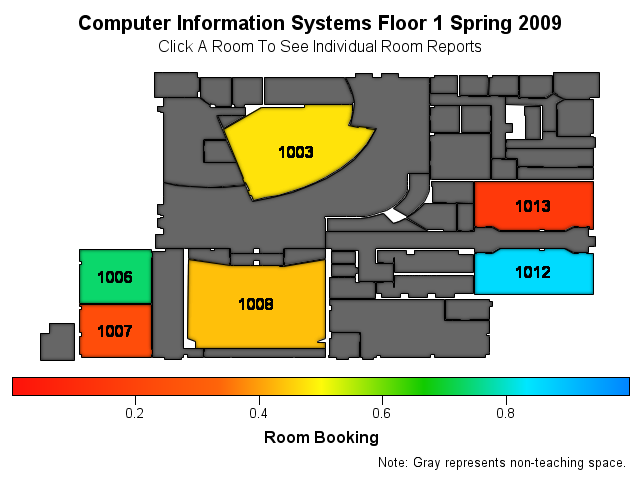 Computer Information Systems Floor 1 Spring 2009
Click A Room To See Individual Room Reports
1003
1013
1012
1006
1008
1007
0.2 0.4 0.6 0.8
Room Booking
Note: Gray represents non-teaching space.